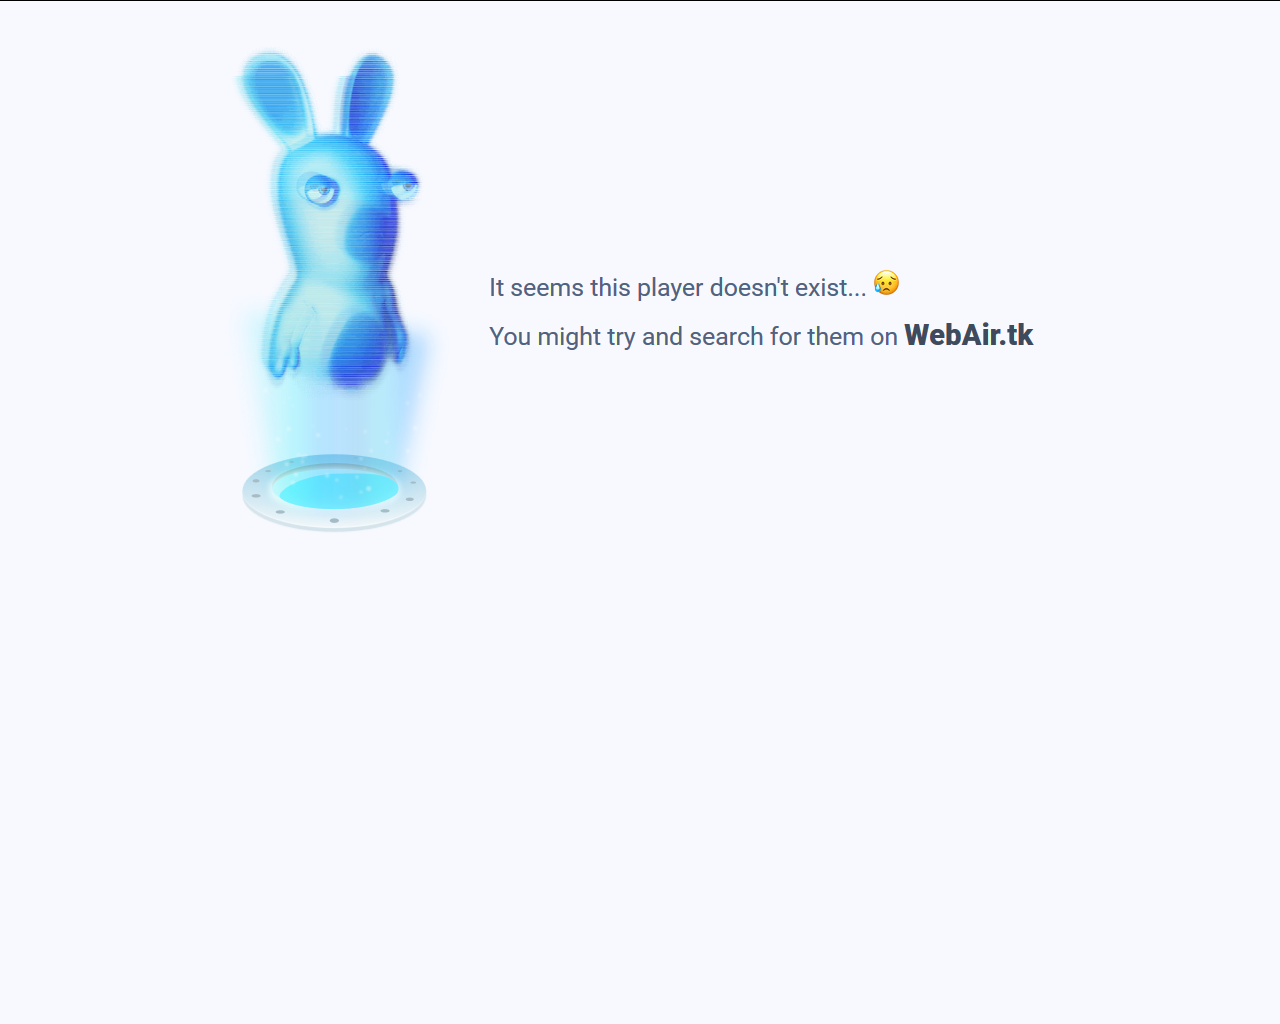 It seems this player doesn't exist... 😥
You might try and search for them on WebAir.tk